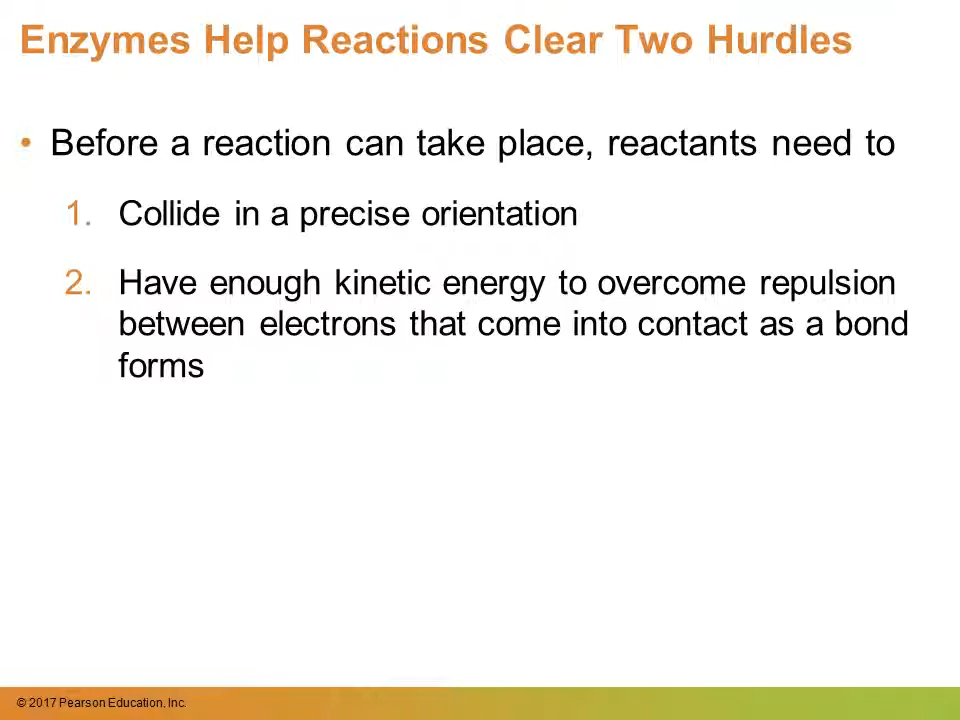 Enzymes Help Reactions Clear Two Hurdles
• Before a reaction can take place, reactants need to
1. Collide in a precise orientation
2. Have enough kinetic energy to overcome repulsion
between electrons that come into contact as a bond
forms
© 2017 Pearson Education, Inc.